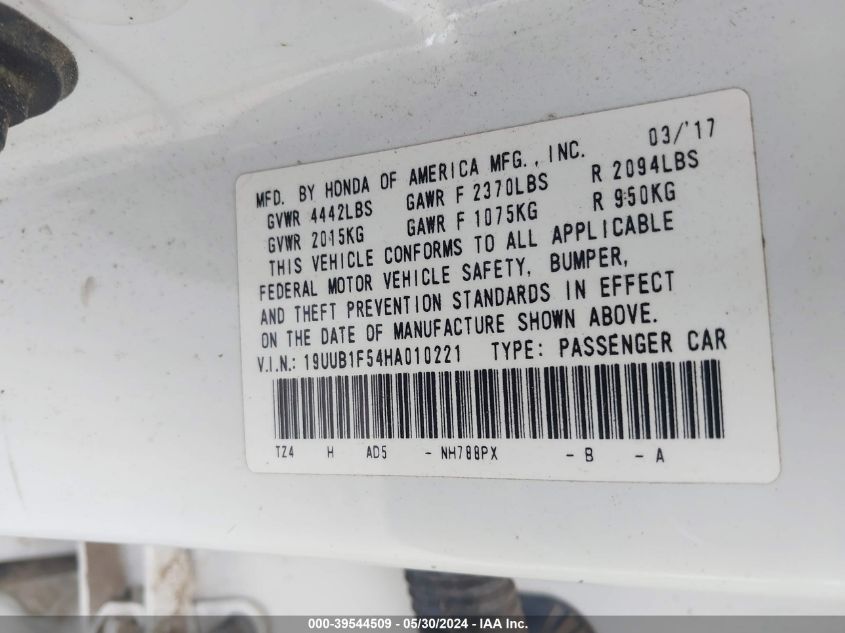 03/'17
MFD. BY HONDA OF AMERICA MFG., INC.
GVWR 4442LBS GAWR F 2370LBS R 2094LBS
GVWR 2015KG GAWR F 1075KG R 950KG
THIS VEHICLE CONFORMS TO ALL APPLICABLE
FEDERAL MOTOR VEHICLE SAFETY, BUMPER,
AND THEFT PREVENTION STANDARDS IN EFFECT
ON THE DATE OF MANUFACTURE SHOWN ABOVE.
V.I.N.: 19UUB1F54HA010221 TYPE: PASSENGER CAR
TZ4 H AD5 - NH788PX - B - A
000-39544509 - 05/30/2024 - IAA Inc.